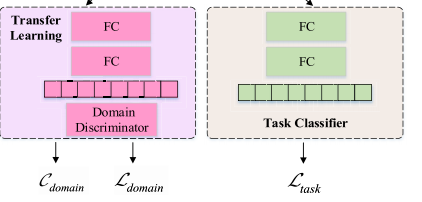 Transfer
Learning
FC
FC
Domain
Discriminator
FC
FC
Task Classifier
𝒞domain
ℒdomain
ℒtask